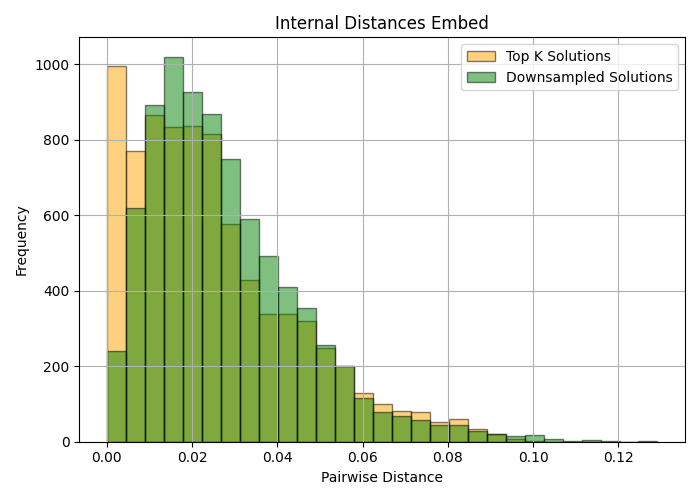 Internal Distances Embed
Top K Solutions
Downsampled Solutions
1000
800
600
400
200
0
Frequency
0.00 0.02 0.04 0.06 0.08 0.10 0.12
Pairwise Distance